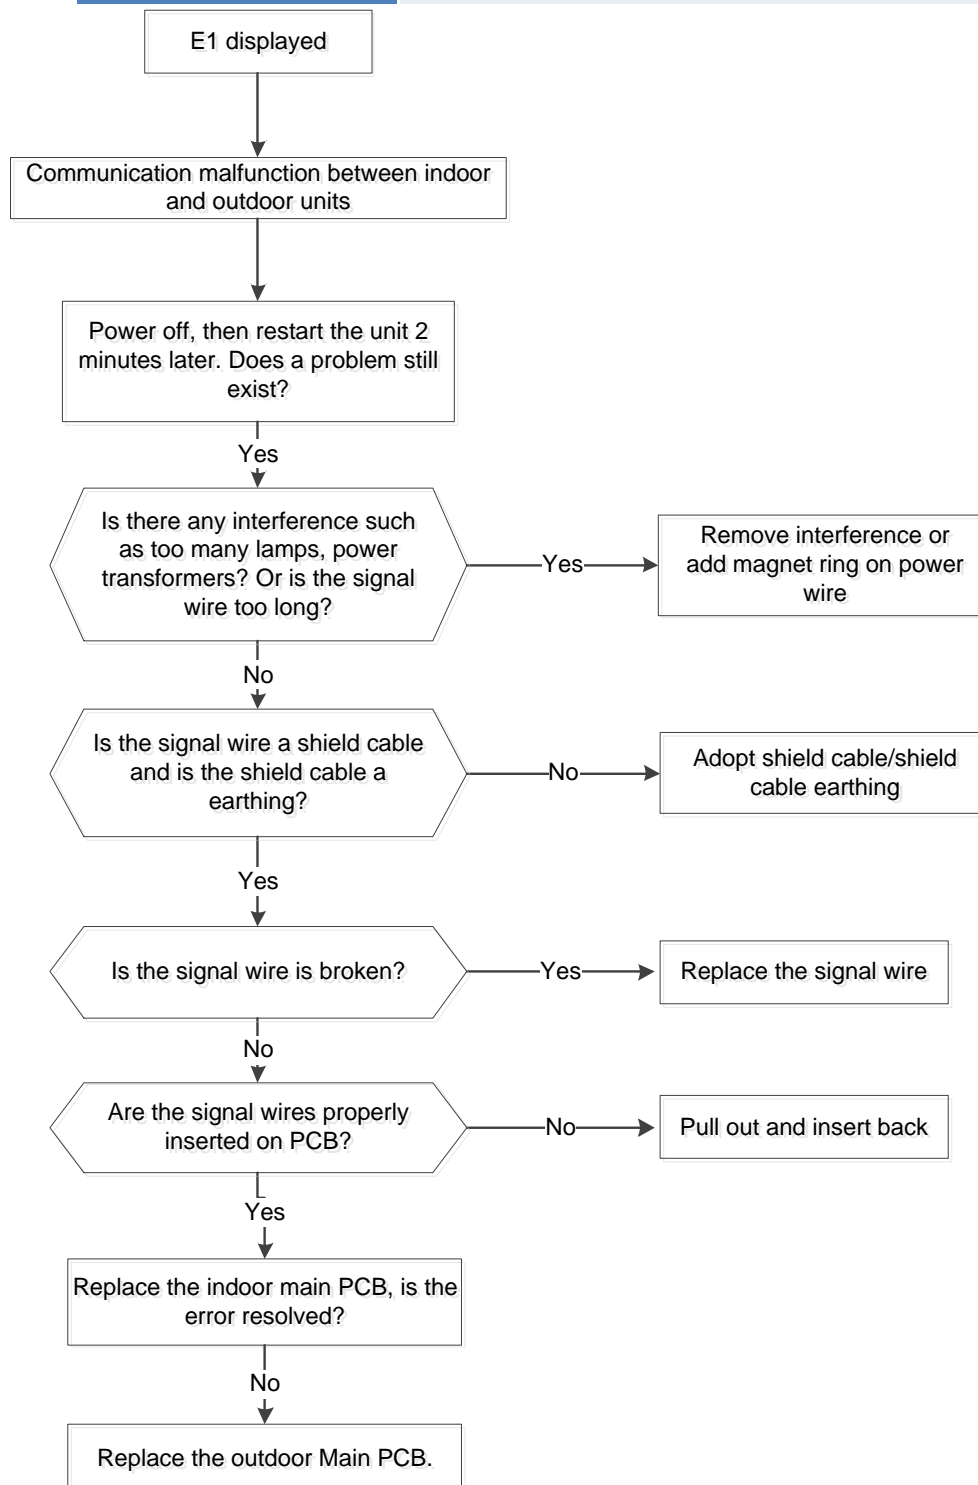 E1 displayed
Communication malfunction between indoor
and outdoor units
Power off, then restart the unit 2
minutes later. Does a problem still
exist?
Yes
Is there any interference such
as too many lamps, power
transformers? Or is the signal
wire too long?
Yes
Remove interference or
add magnet ring on power
wire
No
Is the signal wire a shield cable
and is the shield cable a
earthing?
No
Adopt shield cable/shield
cable earthing
Yes
Is the signal wire is broken?
Yes
Replace the signal wire
No
Are the signal wires properly
inserted on PCB?
No
Pull out and insert back
Yes
Replace the indoor main PCB, is the
error resolved?
No
Replace the outdoor Main PCB.